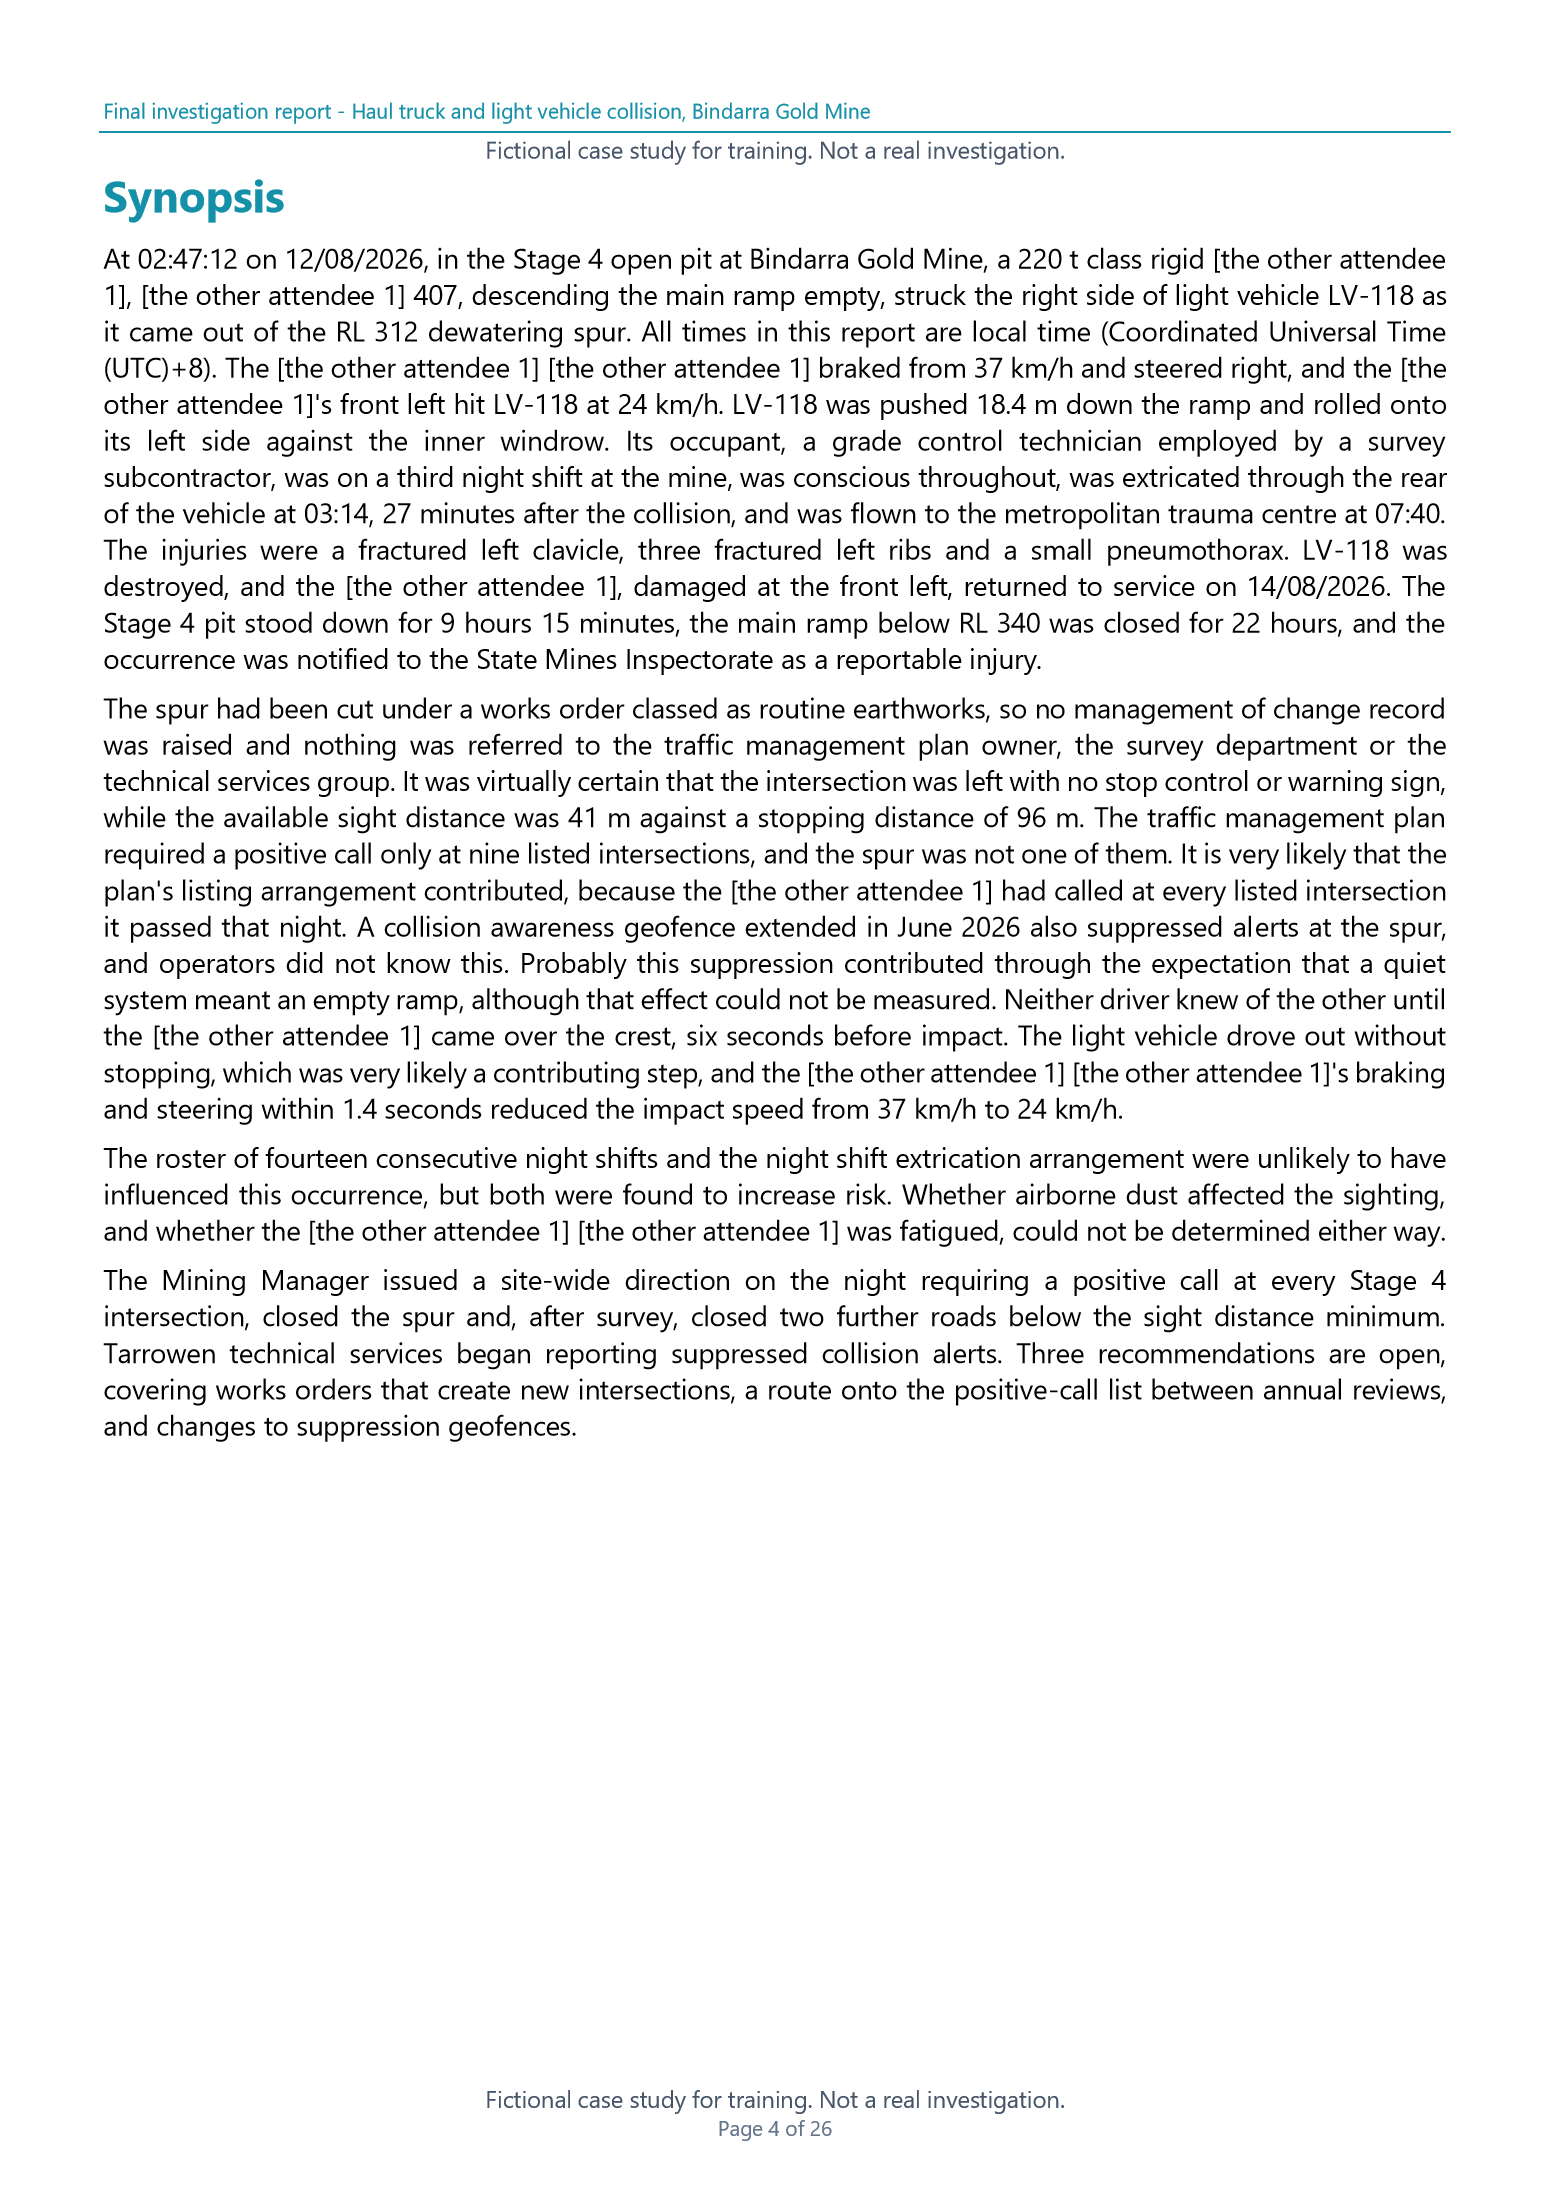 Final investigation report - Haul truck and light vehicle collision, Bindarra Gold Mine
Fictional case study for training. Not a real investigation.
Synopsis
At 02:47:12 on 12/08/2026, in the Stage 4 open pit at Bindarra Gold Mine, a 220 t class rigid [the other attendee
1], [the other attendee 1] 407, descending the main ramp empty, struck the right side of light vehicle LV-118 as
it came out of the RL 312 dewatering spur. All times in this report are local time (Coordinated Universal Time
(UTC)+8). The [the other attendee 1] [the other attendee 1] braked from 37 km/h and steered right, and the [the
other attendee 1]'s front left hit LV-118 at 24 km/h. LV-118 was pushed 18.4 m down the ramp and rolled onto
its left side against the inner windrow. Its occupant, a grade control technician employed by a survey
subcontractor, was on a third night shift at the mine, was conscious throughout, was extricated through the rear
of the vehicle at 03:14, 27 minutes after the collision, and was flown to the metropolitan trauma centre at 07:40.
The injuries were a fractured left clavicle, three fractured left ribs and a small pneumothorax. LV-118 was
destroyed, and the [the other attendee 1], damaged at the front left, returned to service on 14/08/2026. The
Stage 4 pit stood down for 9 hours 15 minutes, the main ramp below RL 340 was closed for 22 hours, and the
occurrence was notified to the State Mines Inspectorate as a reportable injury.
The spur had been cut under a works order classed as routine earthworks, so no management of change record
was raised and nothing was referred to the traffic management plan owner, the survey department or the
technical services group. It was virtually certain that the intersection was left with no stop control or warning sign,
while the available sight distance was 41 m against a stopping distance of 96 m. The traffic management plan
required a positive call only at nine listed intersections, and the spur was not one of them. It is very likely that the
plan's listing arrangement contributed, because the [the other attendee 1] had called at every listed intersection
it passed that night. A collision awareness geofence extended in June 2026 also suppressed alerts at the spur,
and operators did not know this. Probably this suppression contributed through the expectation that a quiet
system meant an empty ramp, although that effect could not be measured. Neither driver knew of the other until
the [the other attendee 1] came over the crest, six seconds before impact. The light vehicle drove out without
stopping, which was very likely a contributing step, and the [the other attendee 1] [the other attendee 1]'s braking
and steering within 1.4 seconds reduced the impact speed from 37 km/h to 24 km/h.
The roster of fourteen consecutive night shifts and the night shift extrication arrangement were unlikely to have
influenced this occurrence, but both were found to increase risk. Whether airborne dust affected the sighting,
and whether the [the other attendee 1] [the other attendee 1] was fatigued, could not be determined either way.
The Mining Manager issued a site-wide direction on the night requiring a positive call at every Stage 4
intersection, closed the spur and, after survey, closed two further roads below the sight distance minimum.
Tarrowen technical services began reporting suppressed collision alerts. Three recommendations are open,
covering works orders that create new intersections, a route onto the positive-call list between annual reviews,
and changes to suppression geofences.
Fictional case study for training. Not a real investigation.
Page 4 of 26